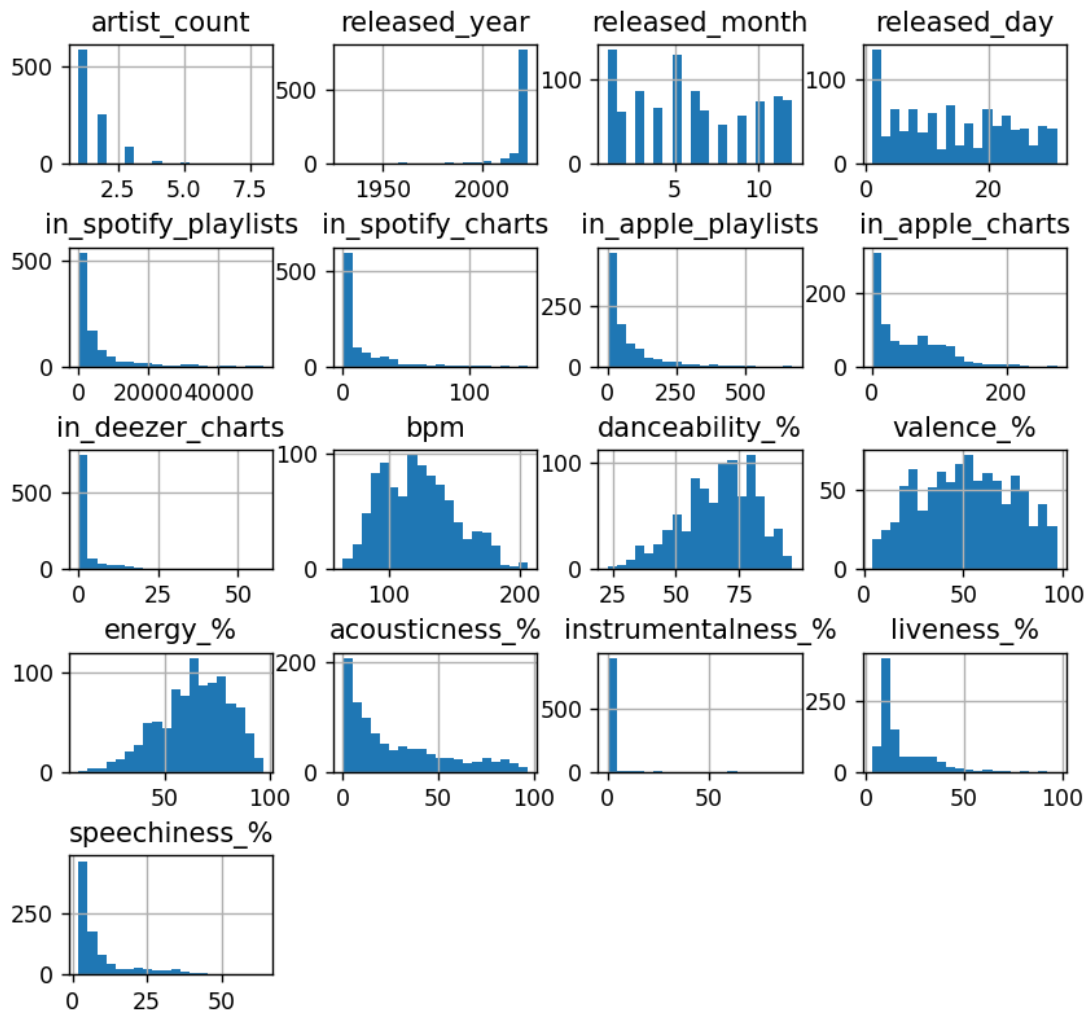 artist_count released_year released_month released_day
500 500 100 100
0 0 0 0
2.5 5.0 7.5 1950 2000 5 10 0 20
in_spotify_playlists in_spotify_charts in_apple_playlists in_apple_charts
500 500 250 200
0 0 0 0
0 20000 40000 0 100 0 250 500 0 200
in_deezer_charts bpm danceability_% valence_%
500 100 100 50
0 0 0 0
0 25 50 100 200 25 50 75 0 50 100
energy_% acousticness_% instrumentalness_% liveness_%
100 200 500 250
0 0 0 0
50 100 0 50 100 0 50 0 50 100
speechiness_%
250
0
0 25 50